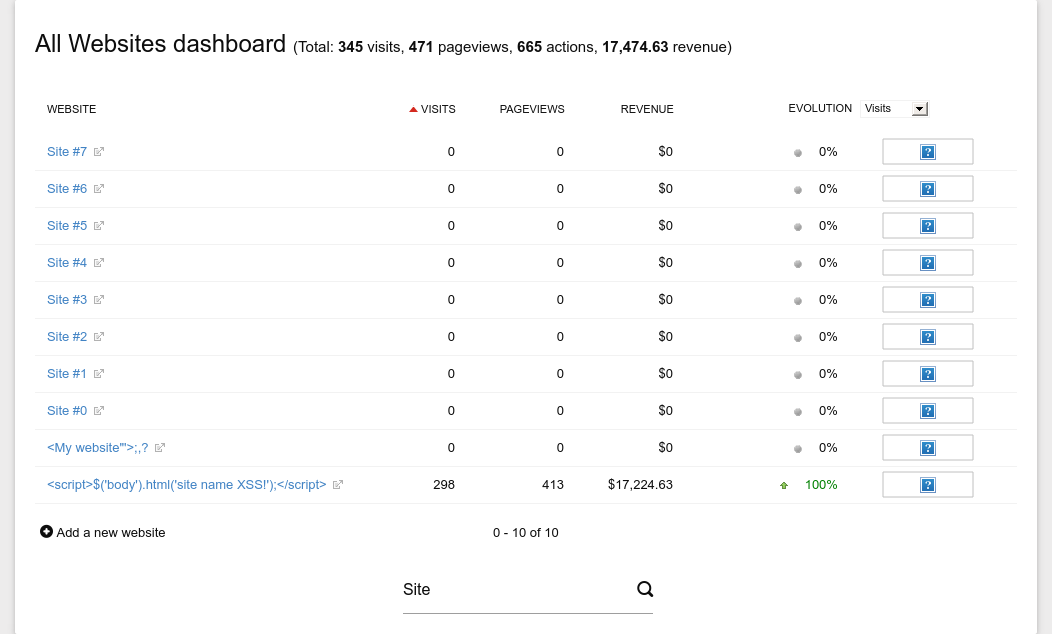 All Websites dashboard (Total: 345 visits, 471 pageviews, 665 actions, 17,474.63 revenue)
WEBSITE VISITS PAGEVIEWS REVENUE EVOLUTION Visits
Site #7 0 0 $0 0% ?
Site #6 0 0 $0 0% ?
Site #5 0 0 $0 0% ?
Site #4 0 0 $0 0% ?
Site #3 0 0 $0 0% ?
Site #2 0 0 $0 0% ?
Site #1 0 0 $0 0% ?
Site #0 0 0 $0 0% ?
<My website'">;,? 0 0 $0 0% ?
<script>$('body').html('site name XSS!');</script> 298 413 $17,224.63 100% ?
Add a new website 0 - 10 of 10
Site